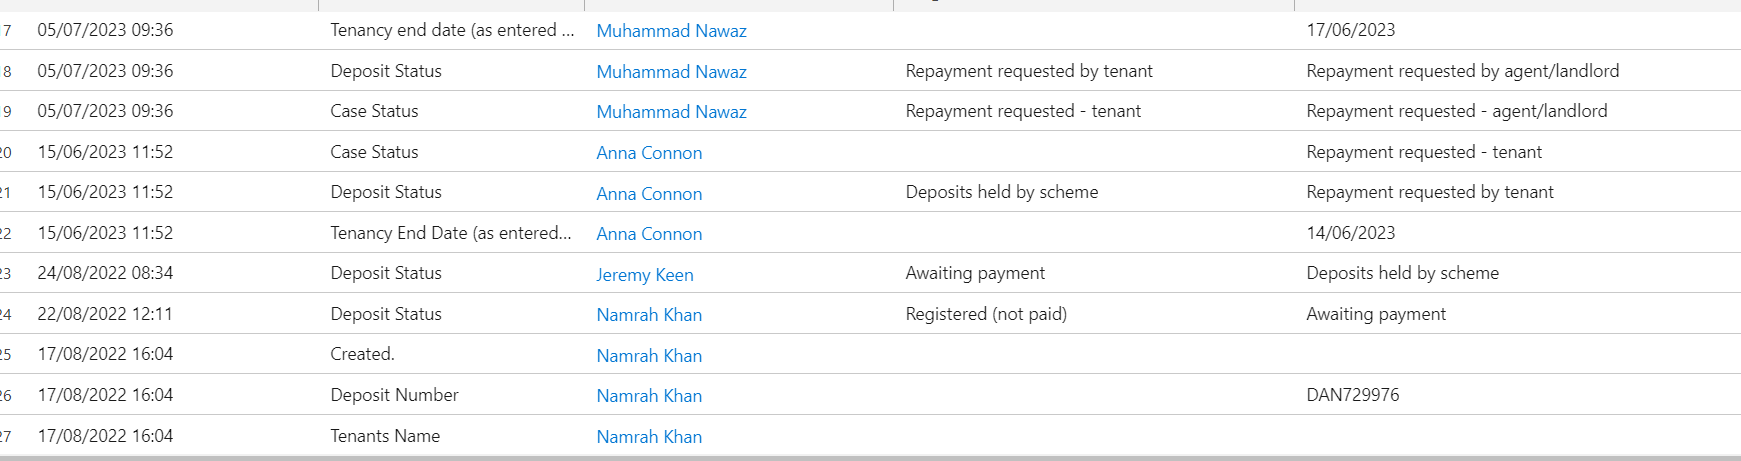 17 05/07/2023 09:36 Tenancy end date (as entered ... Muhammad Nawaz 17/06/2023
18 05/07/2023 09:36 Deposit Status Muhammad Nawaz Repayment requested by tenant Repayment requested by agent/landlord
19 05/07/2023 09:36 Case Status Muhammad Nawaz Repayment requested - tenant Repayment requested - agent/landlord
20 15/06/2023 11:52 Case Status Anna Connon Repayment requested - tenant
21 15/06/2023 11:52 Deposit Status Anna Connon Deposits held by scheme Repayment requested by tenant
22 15/06/2023 11:52 Tenancy End Date (as entered... Anna Connon 14/06/2023
23 24/08/2022 08:34 Deposit Status Jeremy Keen Awaiting payment Deposits held by scheme
24 22/08/2022 12:11 Deposit Status Namrah Khan Registered (not paid) Awaiting payment
25 17/08/2022 16:04 Created. Namrah Khan
26 17/08/2022 16:04 Deposit Number Namrah Khan DAN729976
27 17/08/2022 16:04 Tenants Name Namrah Khan